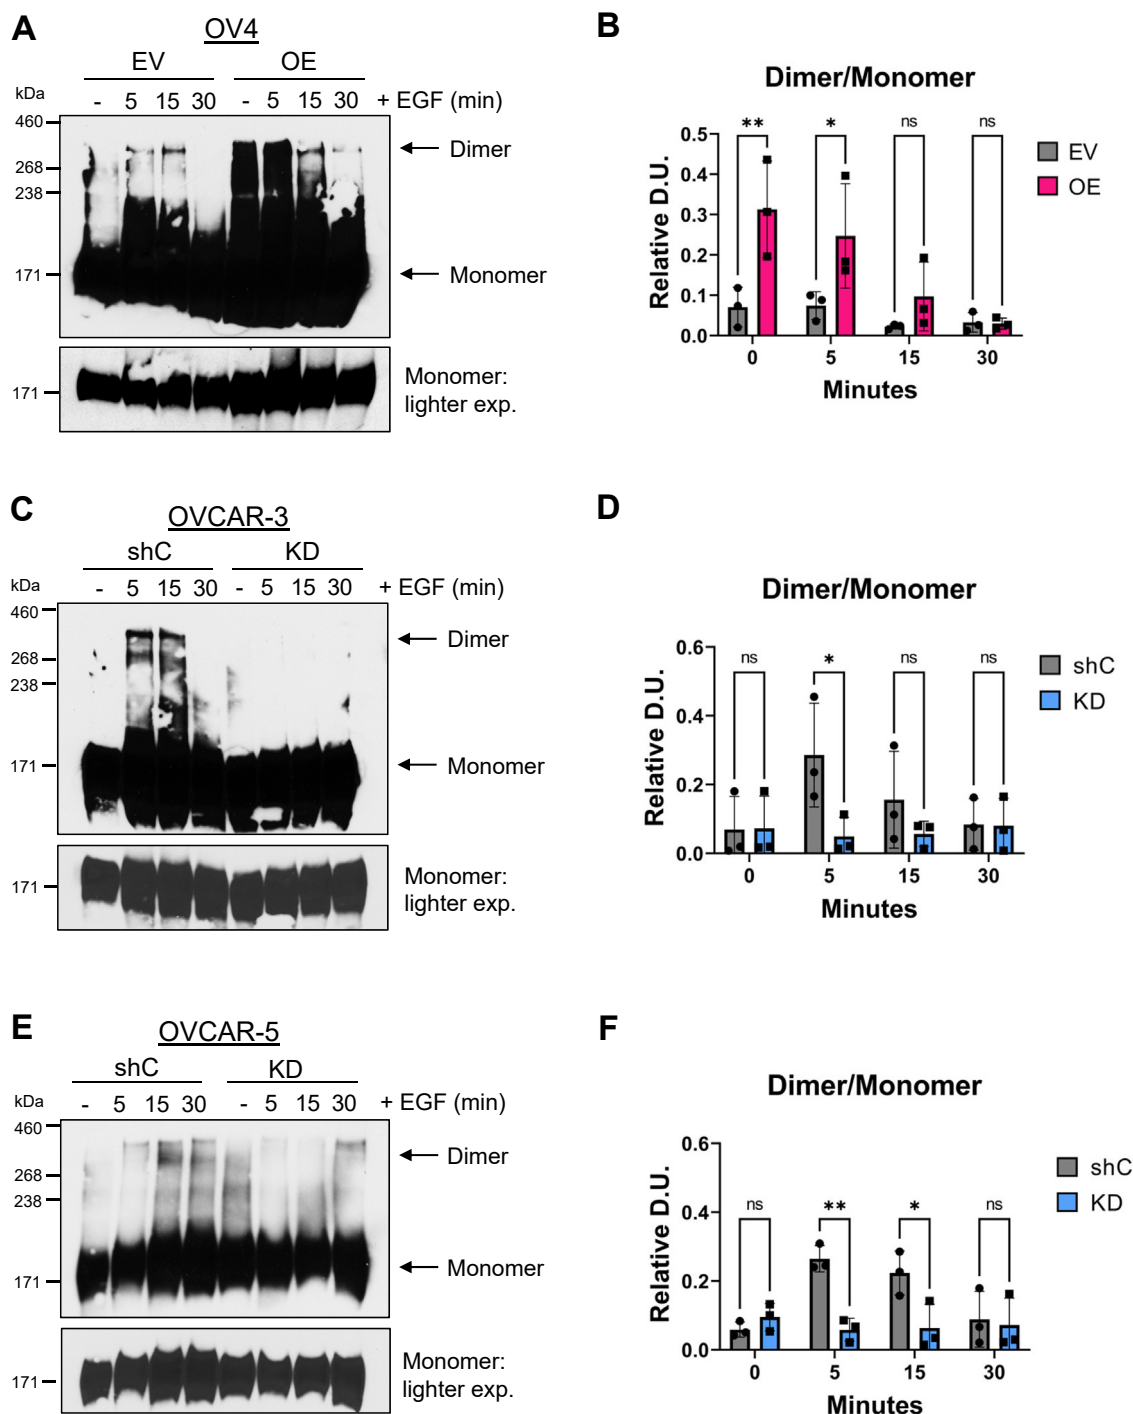 A
OV4
EV OE
kDa - 5 15 30 - 5 15 30 + EGF (min)
460
268
238
171
Dimer
Monomer
171
Monomer:
lighter exp.
B
Dimer/Monomer
** * ns ns
EV
OE
Relative D.U.
0.5
0.4
0.3
0.2
0.1
0.0
0 5 15 30
Minutes
C
OVCAR-3
shC KD
kDa - 5 15 30 - 5 15 30 + EGF (min)
460
268
238
171
Dimer
Monomer
171
Monomer:
lighter exp.
D
Dimer/Monomer
ns * ns ns
shC
KD
Relative D.U.
0.6
0.4
0.2
0.0
0 5 15 30
Minutes
E
OVCAR-5
shC KD
kDa - 5 15 30 - 5 15 30 + EGF (min)
460
268
238
171
Dimer
Monomer
171
Monomer:
lighter exp.
F
Dimer/Monomer
ns ** * ns
shC
KD
Relative D.U.
0.6
0.4
0.2
0.0
0 5 15 30
Minutes